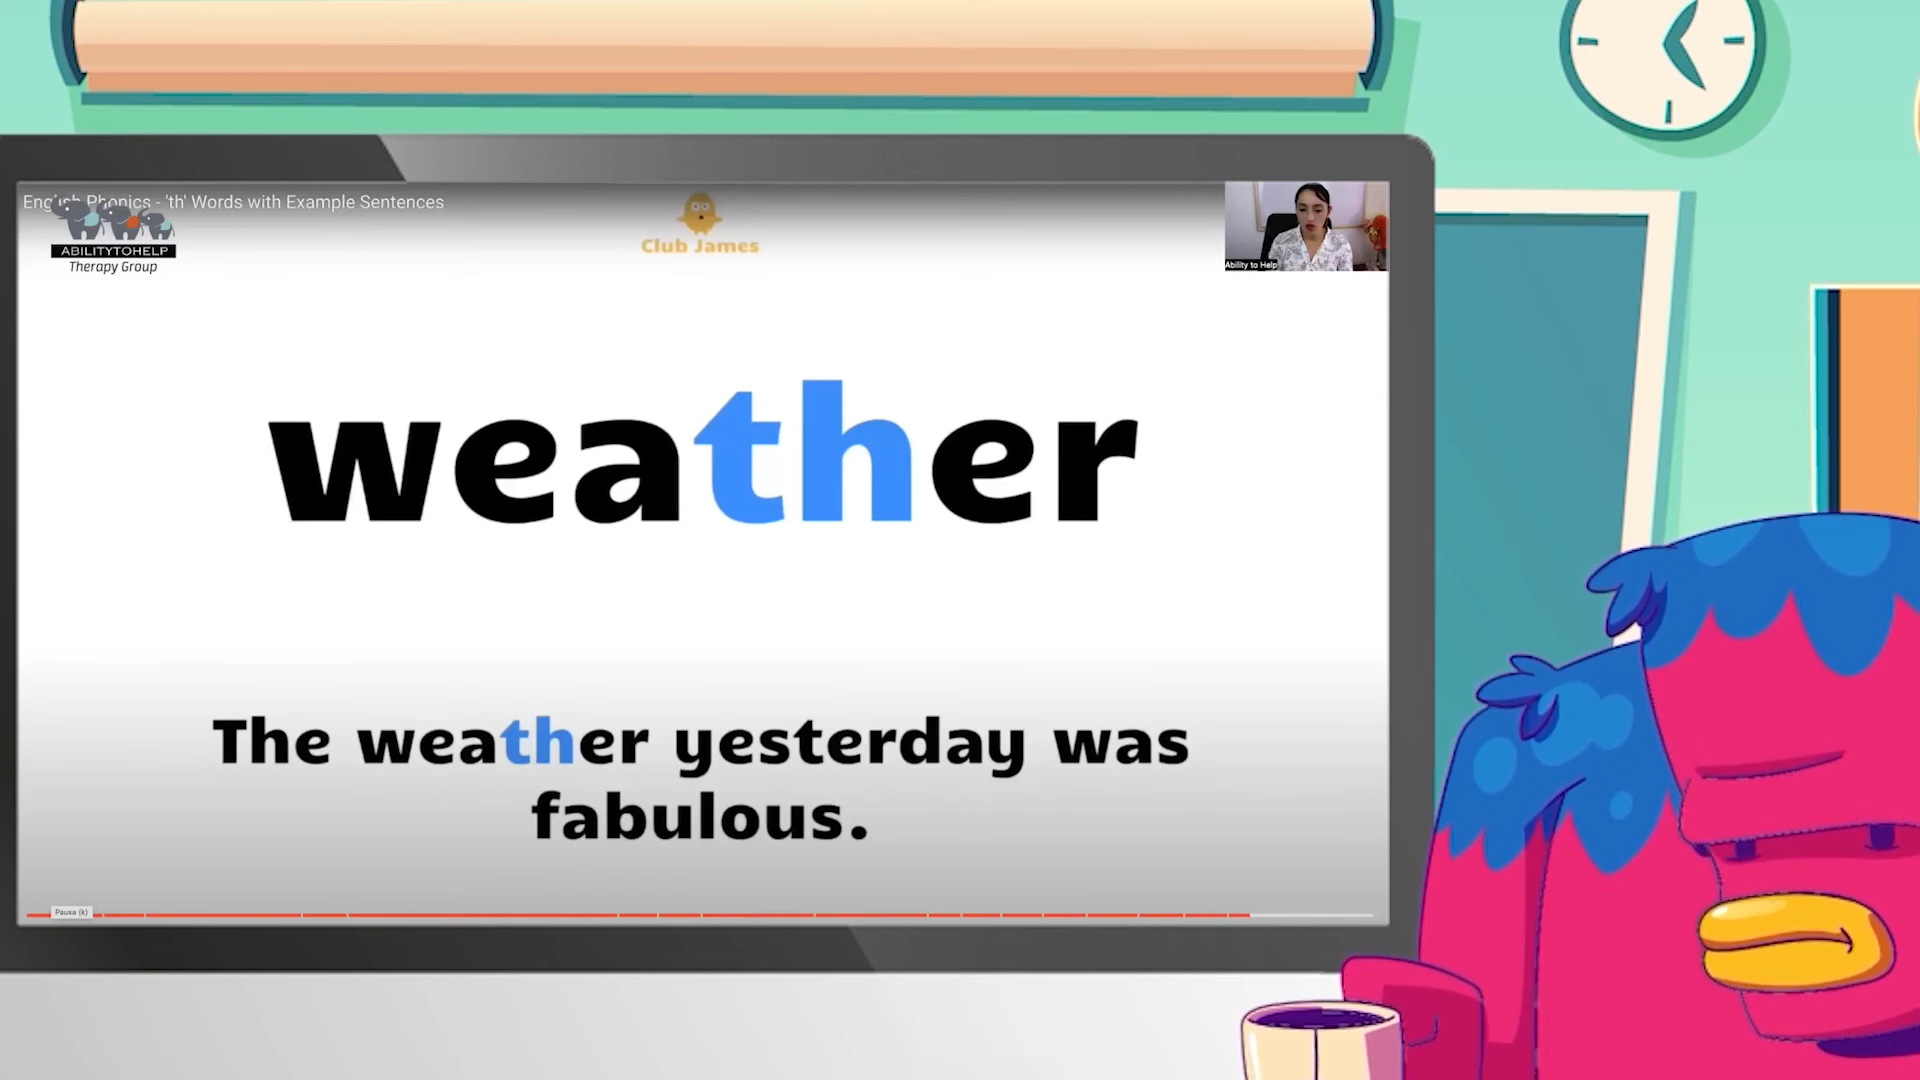 English Phonics - 'th' Words with Example Sentences
ABILITYTOHELP
Therapy Group
Club James
Ability to Help
weather
The weather yesterday was
fabulous.
Pausa (k)